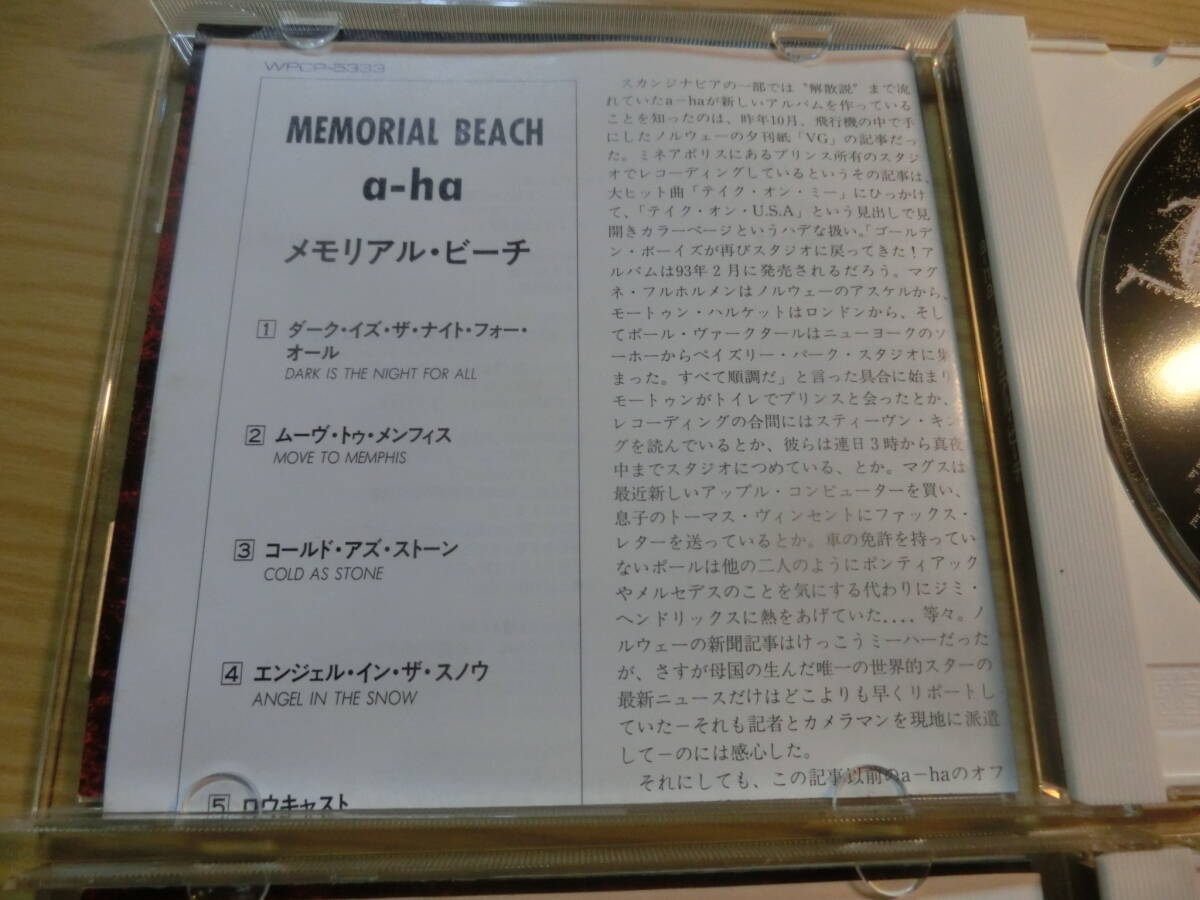 WPCP-5333
MEMORIAL BEACH
a-ha
メモリアル・ビーチ
1 ダーク・イズ・ザ・ナイト・フォー・
オール
DARK IS THE NIGHT FOR ALL
2 ムーヴ・トゥ・メンフィス
MOVE TO MEMPHIS
3 コールド・アズ・ストーン
COLD AS STONE
4 エンジェル・イン・ザ・スノウ
ANGEL IN THE SNOW
5 ロウキャスト
スカンジナビアの一部では〝解散説〟まで流
れていたa-haが新しいアルバムを作っている
ことを知ったのは、昨年10月、飛行機の中で手
にしたノルウェーの夕刊紙「VG」の記事だっ
た。ミネアポリスにあるプリンス所有のスタジ
オでレコーディングしているというその記事は、
大ヒット曲「テイク・オン・ミー」にひっかけ
て、「テイク・オン・U.S.A」という見出しで見
開きカラーページというハデな扱い。「ゴールデ
ン・ボーイズが再びスタジオに戻ってきた!ア
ルバムは93年2月に発売されるだろう。マグ
ネ・フルホルメンはノルウェーのアスケルから、
モートゥン・ハルケットはロンドンから、そし
てポール・ヴァークタールはニューヨークのソ
ーホーからペイズリー・パーク・スタジオに集
まった。すべて順調だ」と言った具合に始まり
モートゥンがトイレでプリンスと会ったとか、
レコーディングの合間にはスティーヴン・キン
グを読んでいるとか、彼らは連日3時から真夜
中までスタジオにつめている、とか。マグスは
最近新しいアップル・コンピューターを買い、
息子のトーマス・ヴィンセントにファックス・
レターを送っているとか。車の免許を持ってい
ないポールは他の二人のようにポンティアック
やメルセデスのことを気にする代わりにジミ・
ヘンドリックスに熱をあげていた....等々。ノ
ルウェーの新聞記事はけっこうミーハーだった
が、さすが母国の生んだ唯一の世界的スターの
最新ニュースだけはどこよりも早くリポートし
ていた-それも記者とカメラマンを現地に派遣
して-のには感心した。
それにしても、この記事以前のa-haのオフ